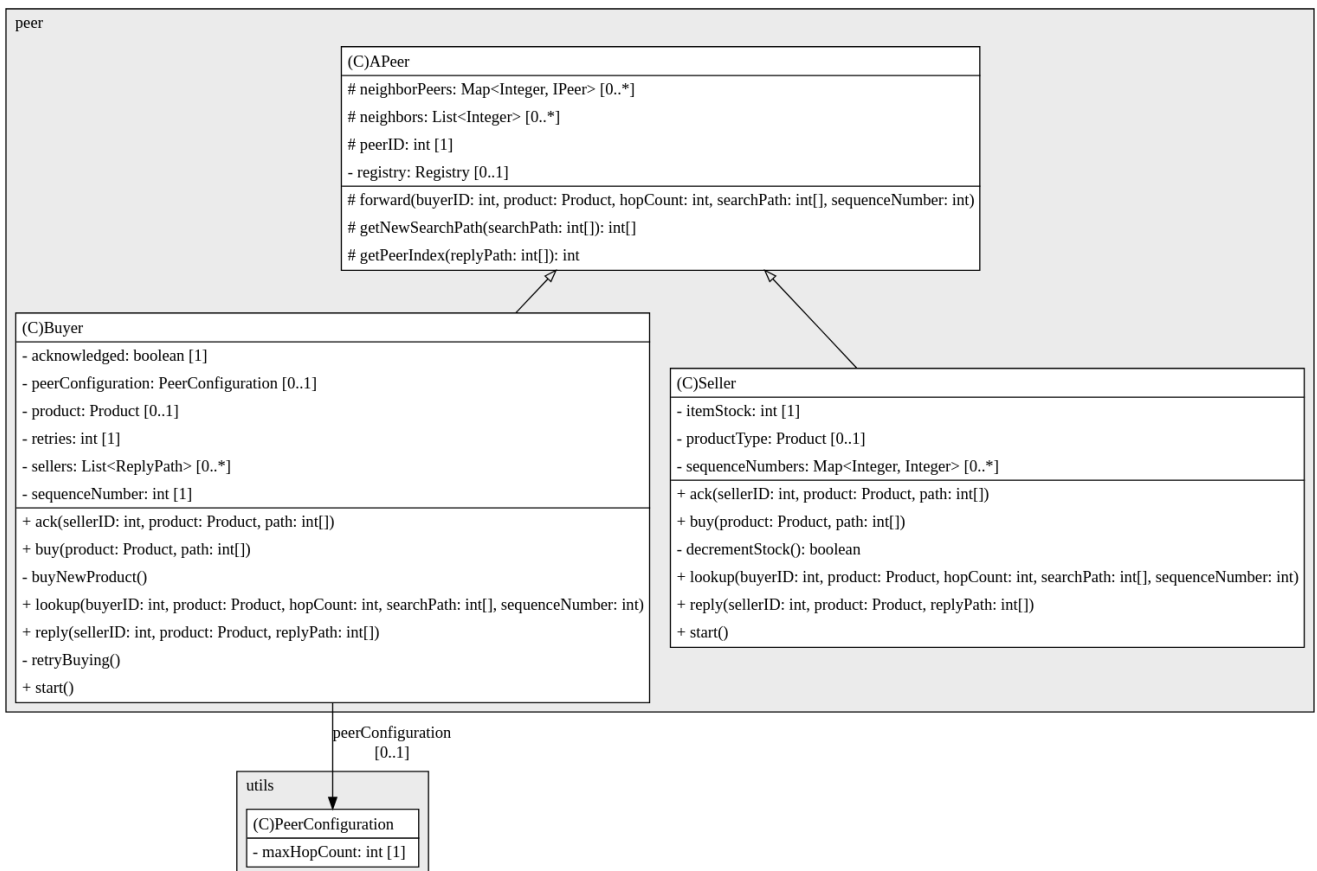 peer
(C)APeer
# neighborPeers: Map<Integer, IPeer> [0..*]
# neighbors: List<Integer> [0..*]
# peerID: int [1]
- registry: Registry [0..1]
# forward(buyerID: int, product: Product, hopCount: int, searchPath: int[], sequenceNumber: int)
# getNewSearchPath(searchPath: int[]): int[]
# getPeerIndex(replyPath: int[]): int
(C)Buyer
- acknowledged: boolean [1]
- peerConfiguration: PeerConfiguration [0..1]
- product: Product [0..1]
- retries: int [1]
- sellers: List<ReplyPath> [0..*]
- sequenceNumber: int [1]
+ ack(sellerID: int, product: Product, path: int[])
+ buy(product: Product, path: int[])
- buyNewProduct()
+ lookup(buyerID: int, product: Product, hopCount: int, searchPath: int[], sequenceNumber: int)
+ reply(sellerID: int, product: Product, replyPath: int[])
- retryBuying()
+ start()
(C)Seller
- itemStock: int [1]
- productType: Product [0..1]
- sequenceNumbers: Map<Integer, Integer> [0..*]
+ ack(sellerID: int, product: Product, path: int[])
+ buy(product: Product, path: int[])
- decrementStock(): boolean
+ lookup(buyerID: int, product: Product, hopCount: int, searchPath: int[], sequenceNumber: int)
+ reply(sellerID: int, product: Product, replyPath: int[])
+ start()
peerConfiguration
[0..1]
utils
(C)PeerConfiguration
- maxHopCount: int [1]